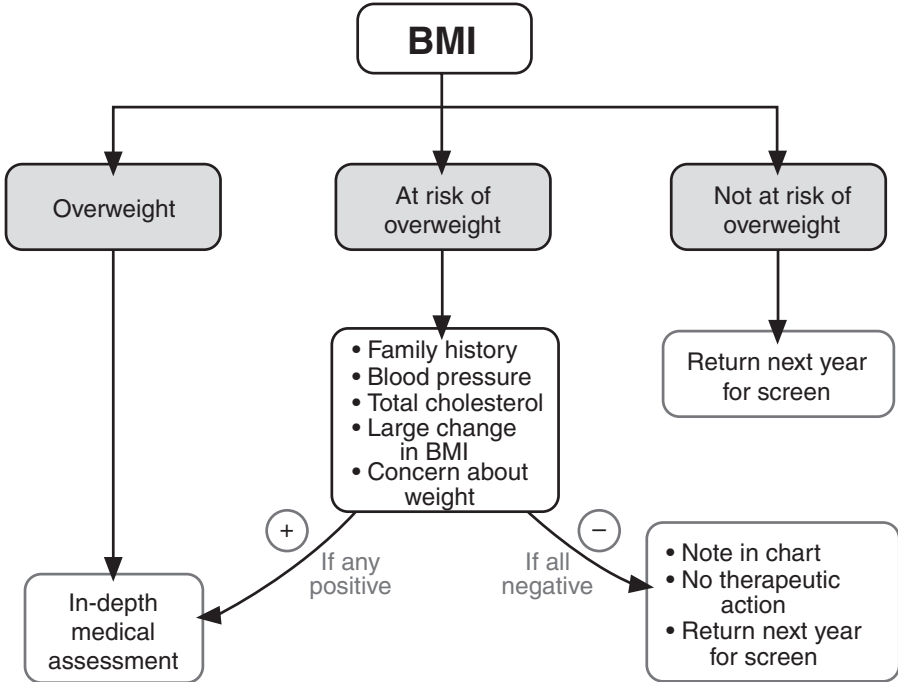 BMI
Overweight
At risk of
overweight
Not at risk of
overweight
• Family history
• Blood pressure
• Total cholesterol
• Large change
in BMI
• Concern about
weight
Return next year
for screen
+
If any
positive
−
If all
negative
In-depth
medical
assessment
• Note in chart
• No therapeutic
action
• Return next year
for screen